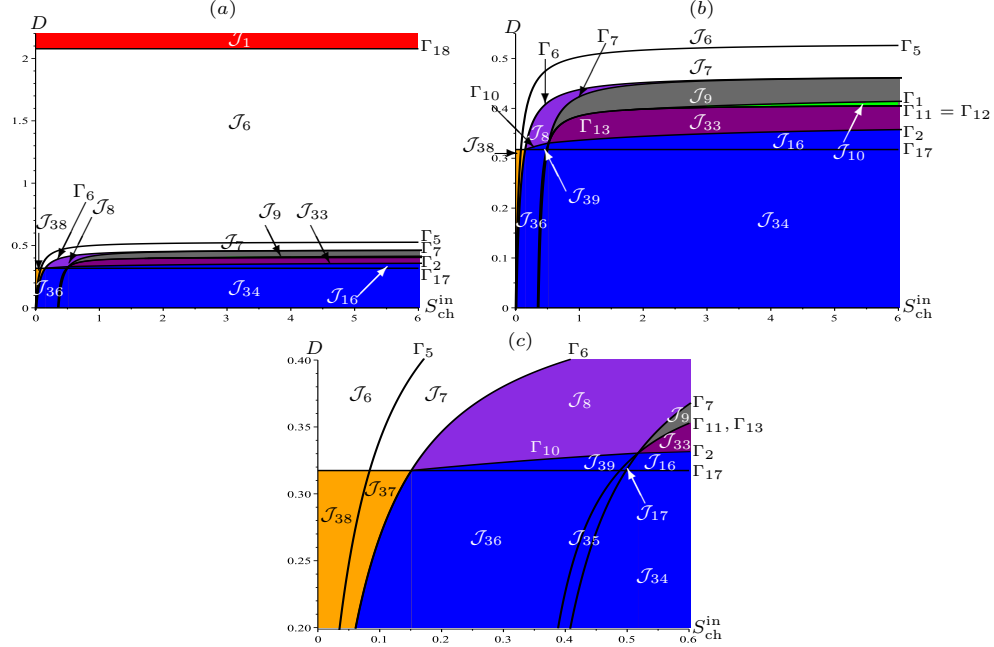 (a)
D
2
1.5
1
0.5
0
𝒥₁
Γ₁₈
𝒥₆
𝒥₃₈
Γ₆
𝒥₈
𝒥₉
𝒥₃₃
𝒥₇
Γ₅
Γ₇
Γ₂
Γ₁₇
𝒥₃₆
𝒥₃₄
𝒥₁₆
S_ch^in
0 1 2 3 4 5 6
(b)
D
0.5
0.4
0.3
0.2
0.1
0
𝒥₆
Γ₅
Γ₆
Γ₇
𝒥₇
Γ₁₀
𝒥₉
Γ₁
Γ₁₁ = Γ₁₂
𝒥₈
Γ₁₃
𝒥₃₃
Γ₂
𝒥₁₆
𝒥₁₀
Γ₁₇
𝒥₃₈
𝒥₃₉
𝒥₃₆
𝒥₃₄
S_ch^in
0 1 2 3 4 5 6
(c)
D
0.40
0.35
0.30
0.25
0.20
Γ₅
Γ₆
𝒥₆
𝒥₇
𝒥₈
Γ₇
𝒥₉
Γ₁₁, Γ₁₃
Γ₁₀
𝒥₃₃
Γ₂
𝒥₃₉
𝒥₁₆
Γ₁₇
𝒥₃₇
𝒥₃₈
𝒥₁₇
𝒥₃₆
𝒥₃₅
𝒥₃₄
S_ch^in
0 0.1 0.2 0.3 0.4 0.5 0.6